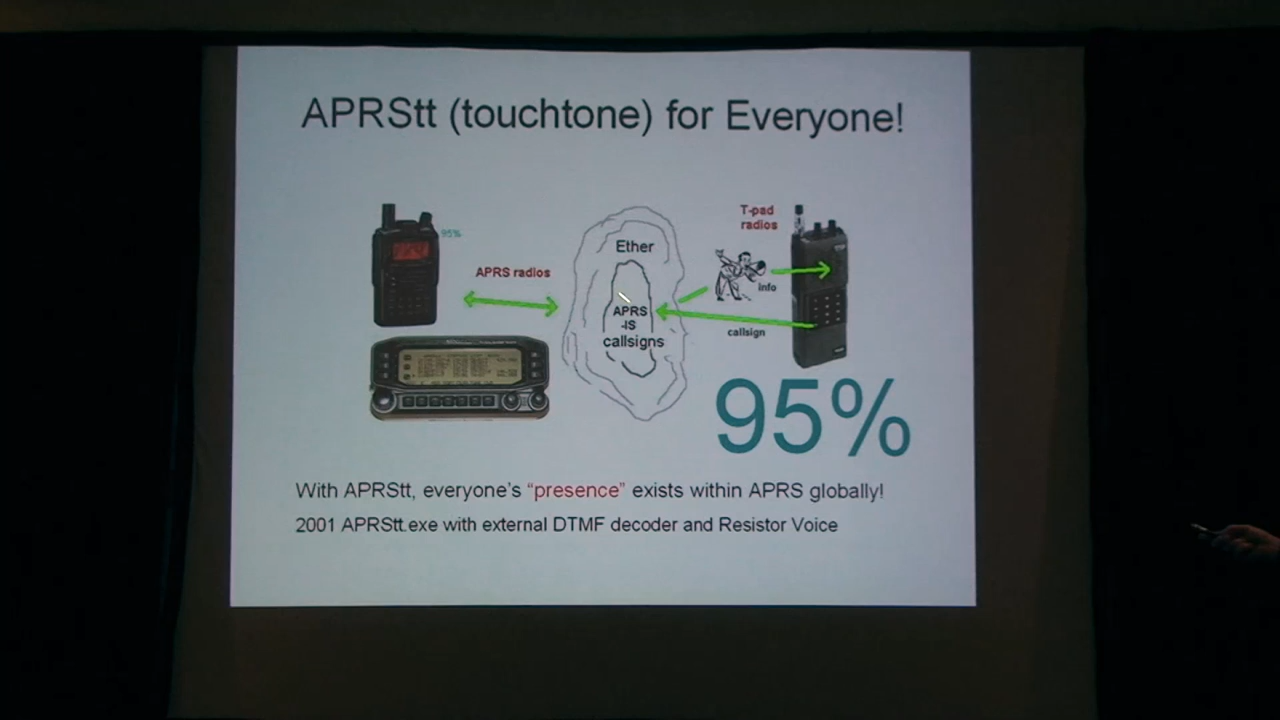 APRStt (touchtone) for Everyone!
T-pad
radios
95%
Ether
APRS radios
info
APRS
-IS
callsigns
callsign
95%
With APRStt, everyone's “presence” exists within APRS globally!
2001 APRStt.exe with external DTMF decoder and Resistor Voice